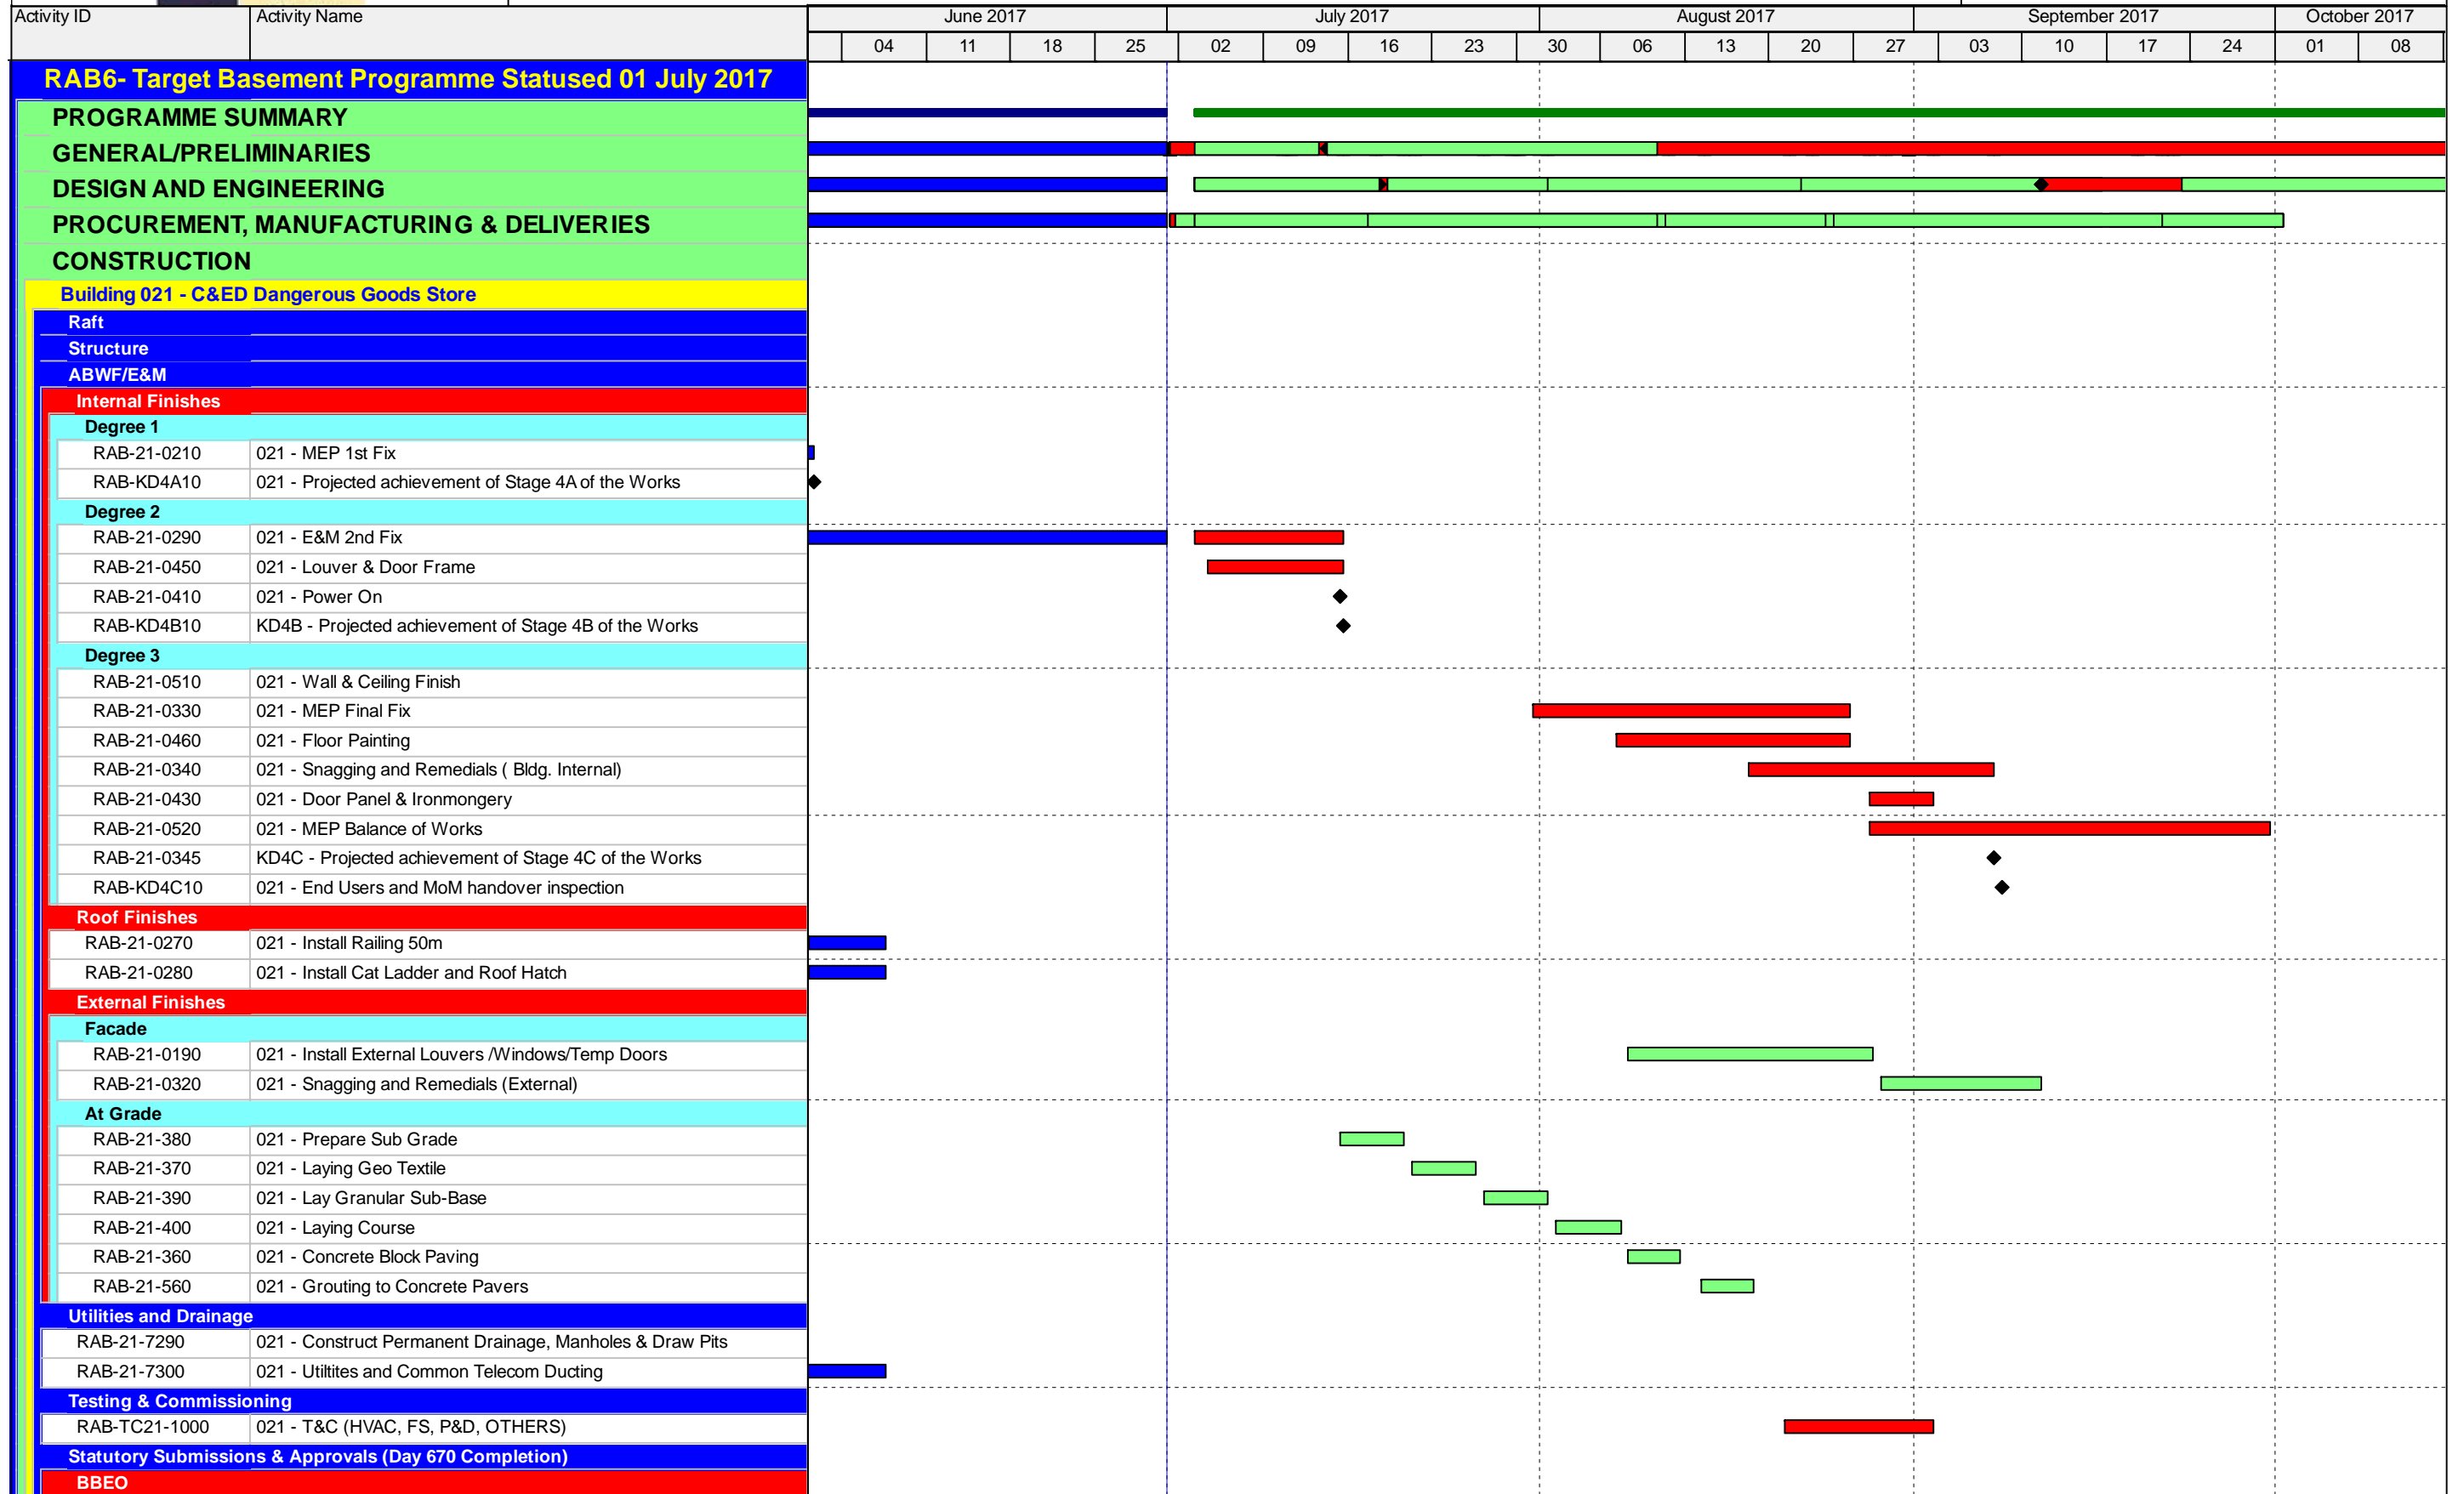 Activity ID Activity Name June 2017 July 2017 August 2017 September 2017 October 2017
04 11 18 25 02 09 16 23 30 06 13 20 27 03 10 17 24 01 08
RAB6- Target Basement Programme Statused 01 July 2017
PROGRAMME SUMMARY
GENERAL/PRELIMINARIES
DESIGN AND ENGINEERING
PROCUREMENT, MANUFACTURING & DELIVERIES
CONSTRUCTION
Building 021 - C&ED Dangerous Goods Store
Raft
Structure
ABWF/E&M
Internal Finishes
Degree 1
RAB-21-0210 021 - MEP 1st Fix
RAB-KD4A10 021 - Projected achievement of Stage 4A of the Works
Degree 2
RAB-21-0290 021 - E&M 2nd Fix
RAB-21-0450 021 - Louver & Door Frame
RAB-21-0410 021 - Power On
RAB-KD4B10 KD4B - Projected achievement of Stage 4B of the Works
Degree 3
RAB-21-0510 021 - Wall & Ceiling Finish
RAB-21-0330 021 - MEP Final Fix
RAB-21-0460 021 - Floor Painting
RAB-21-0340 021 - Snagging and Remedials ( Bldg. Internal)
RAB-21-0430 021 - Door Panel & Ironmongery
RAB-21-0520 021 - MEP Balance of Works
RAB-21-0345 KD4C - Projected achievement of Stage 4C of the Works
RAB-KD4C10 021 - End Users and MoM handover inspection
Roof Finishes
RAB-21-0270 021 - Install Railing 50m
RAB-21-0280 021 - Install Cat Ladder and Roof Hatch
External Finishes
Facade
RAB-21-0190 021 - Install External Louvers /Windows/Temp Doors
RAB-21-0320 021 - Snagging and Remedials (External)
At Grade
RAB-21-380 021 - Prepare Sub Grade
RAB-21-370 021 - Laying Geo Textile
RAB-21-390 021 - Lay Granular Sub-Base
RAB-21-400 021 - Laying Course
RAB-21-360 021 - Concrete Block Paving
RAB-21-560 021 - Grouting to Concrete Pavers
Utilities and Drainage
RAB-21-7290 021 - Construct Permanent Drainage, Manholes & Draw Pits
RAB-21-7300 021 - Utiltites and Common Telecom Ducting
Testing & Commissioning
RAB-TC21-1000 021 - T&C (HVAC, FS, P&D, OTHERS)
Statutory Submissions & Approvals (Day 670 Completion)
BBEO